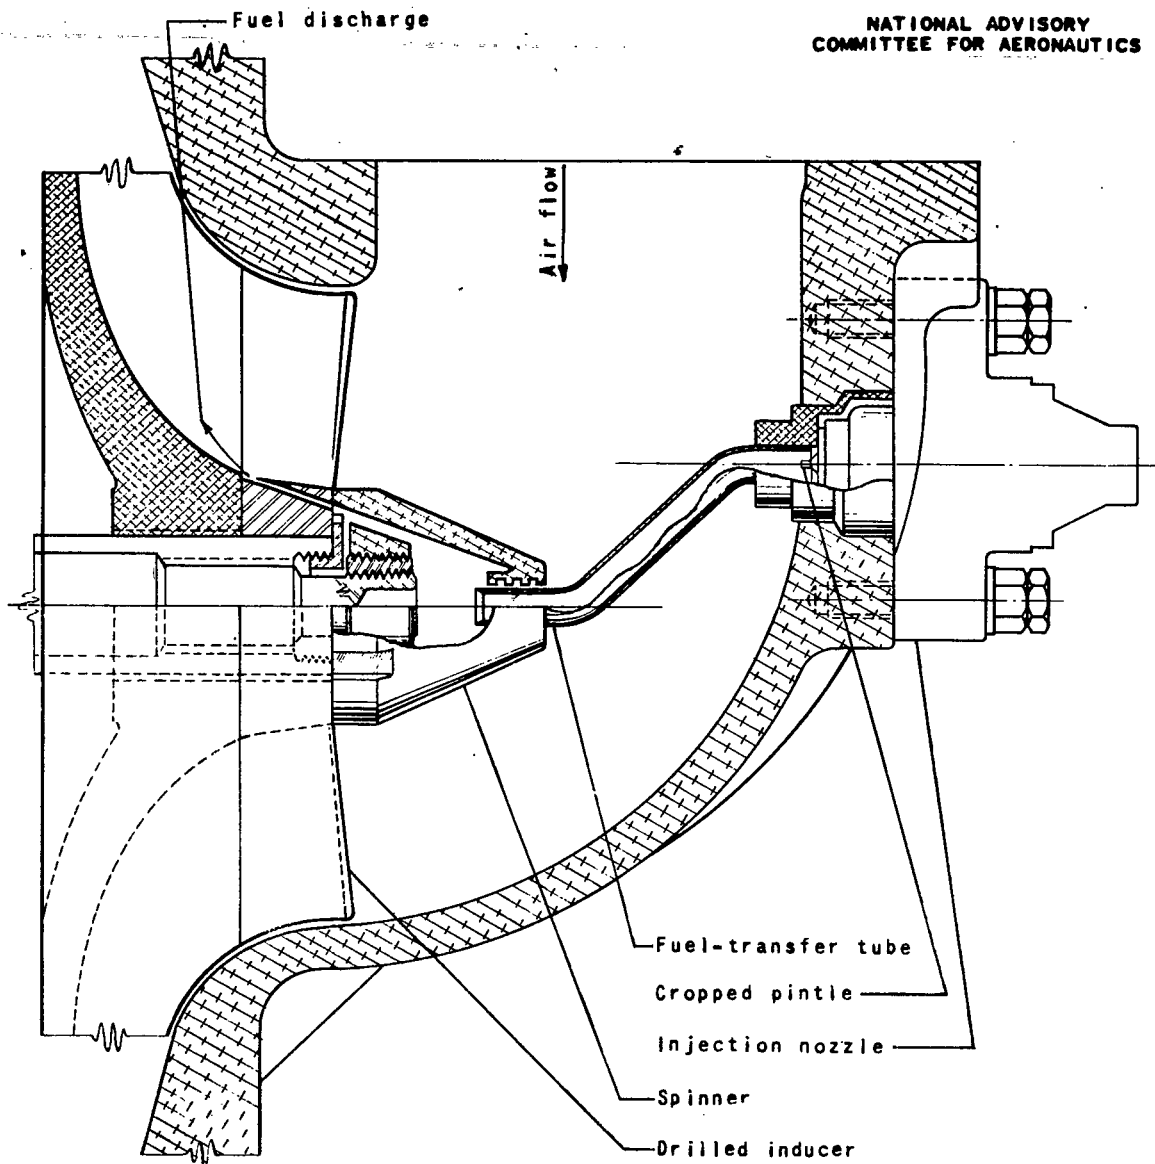 Fuel discharge
NATIONAL ADVISORY
COMMITTEE FOR AERONAUTICS
Air flow
Fuel-transfer tube
Cropped pintle
Injection nozzle
Spinner
Drilled inducer